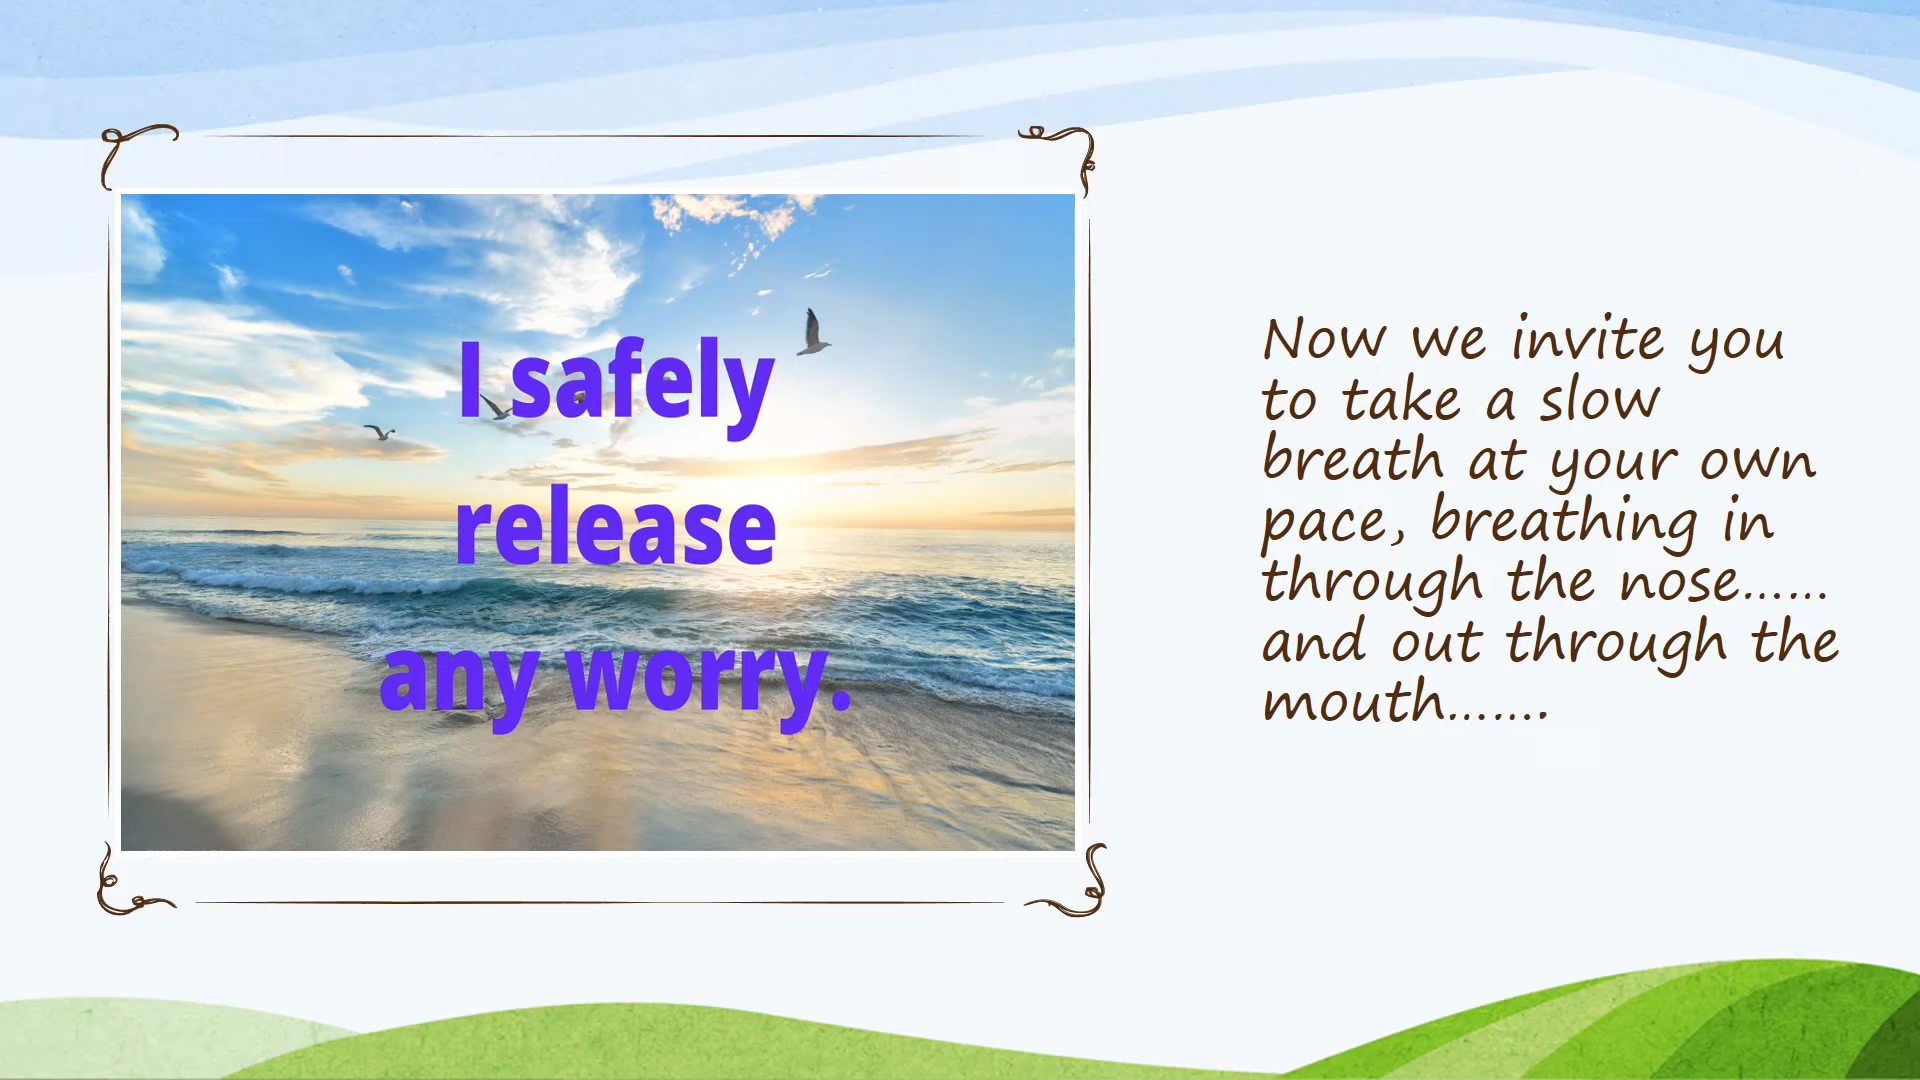 I safely
release
any worry.
Now we invite you
to take a slow
breath at your own
pace, breathing in
through the nose......
and out through the
mouth.......